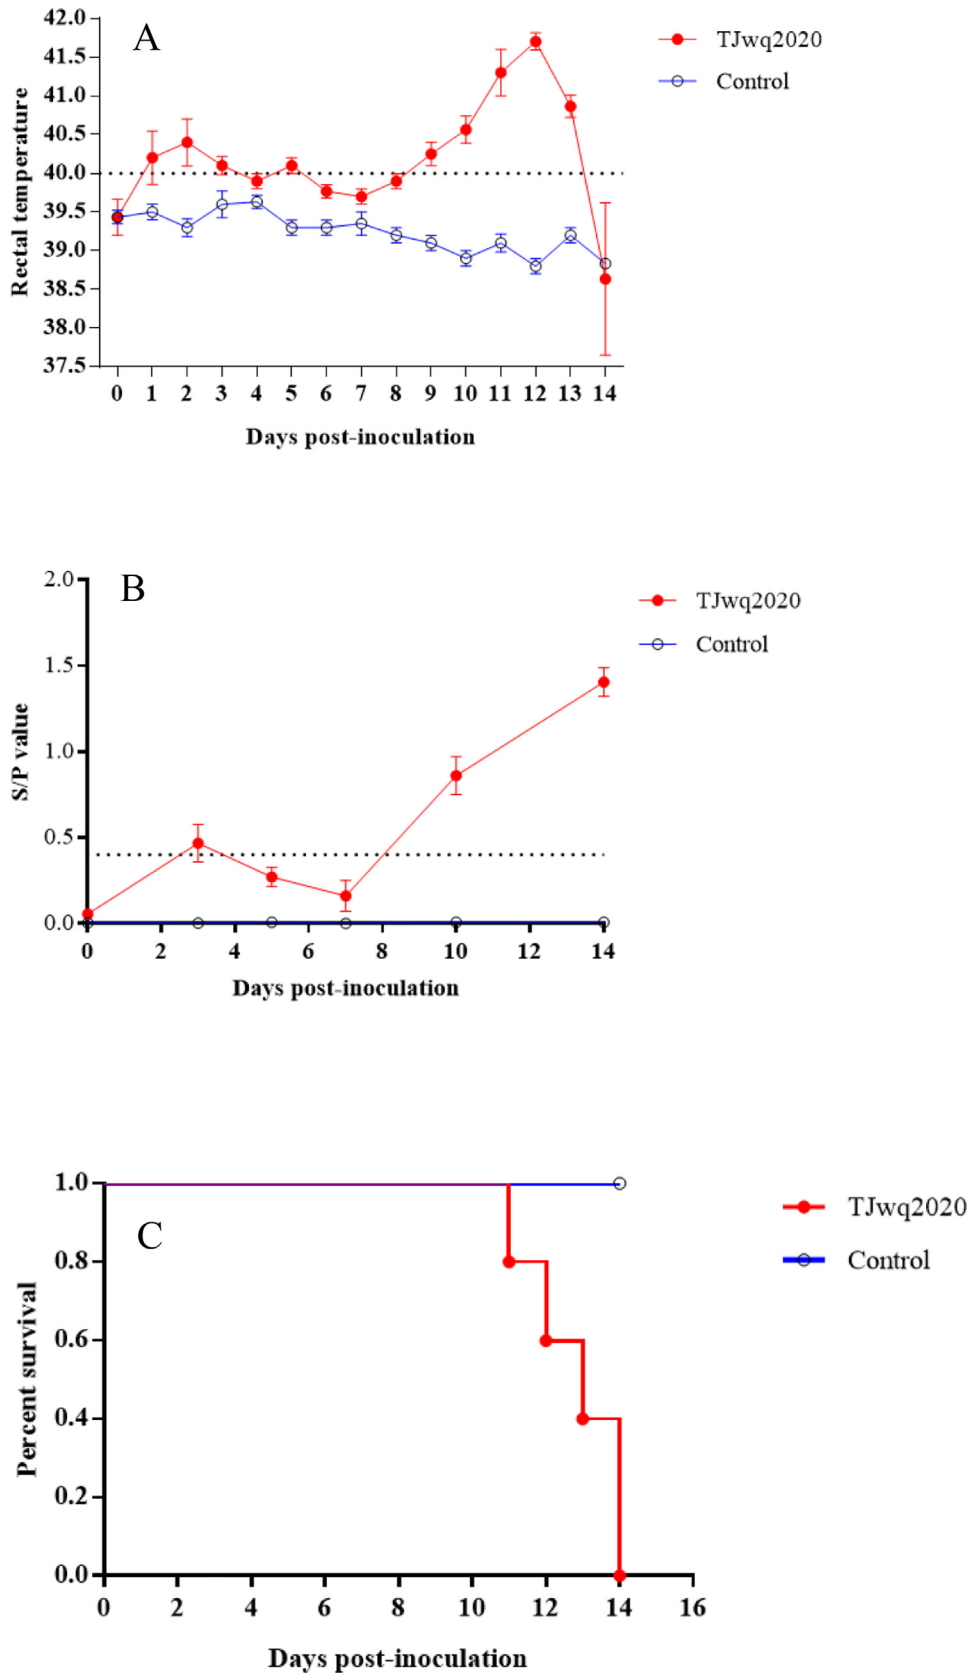 A
TJwq2020
Control
Rectal temperature
42.0
41.5
41.0
40.5
40.0
39.5
39.0
38.5
38.0
37.5
0 1 2 3 4 5 6 7 8 9 10 11 12 13 14
Days post-inoculation
B
TJwq2020
Control
S/P value
2.0
1.5
1.0
0.5
0.0
0 2 4 6 8 10 12 14
Days post-inoculation
C
TJwq2020
Control
Percent survival
1.0
0.8
0.6
0.4
0.2
0.0
0 2 4 6 8 10 12 14 16
Days post-inoculation